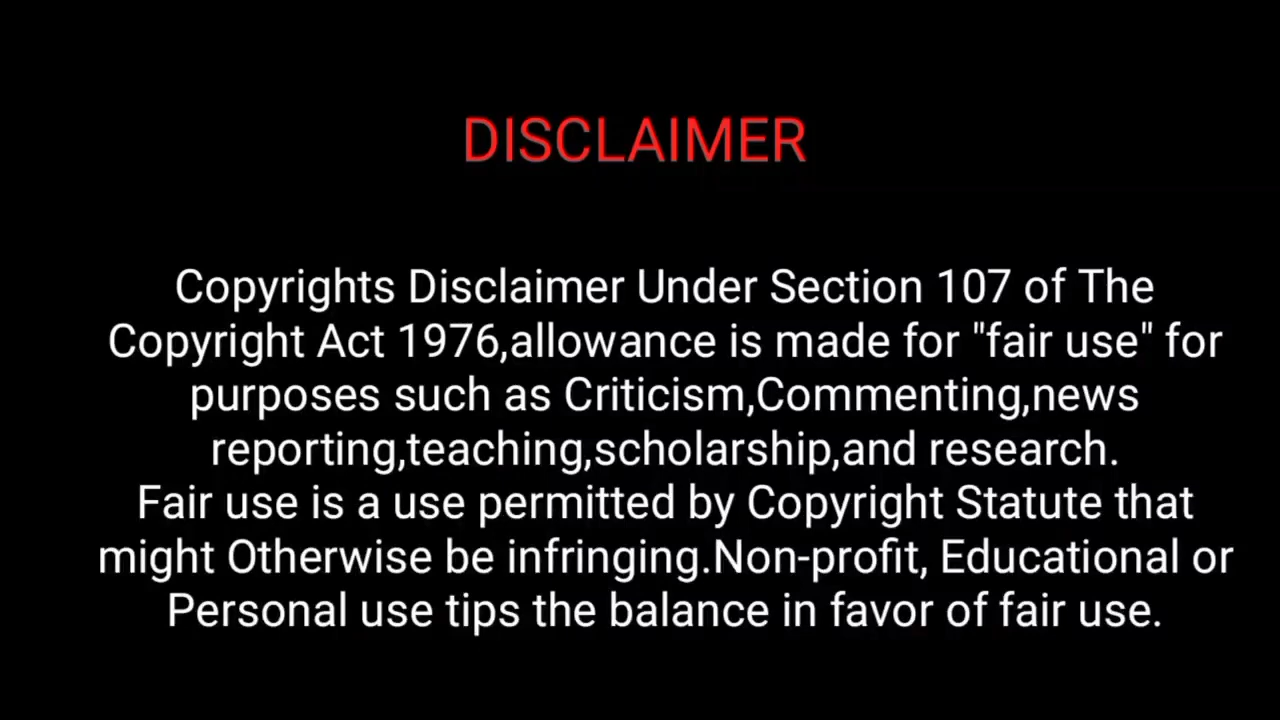 DISCLAIMER
Copyrights Disclaimer Under Section 107 of The
Copyright Act 1976,allowance is made for "fair use" for
purposes such as Criticism,Commenting,news
reporting,teaching,scholarship,and research.
Fair use is a use permitted by Copyright Statute that
might Otherwise be infringing.Non-profit, Educational or
Personal use tips the balance in favor of fair use.